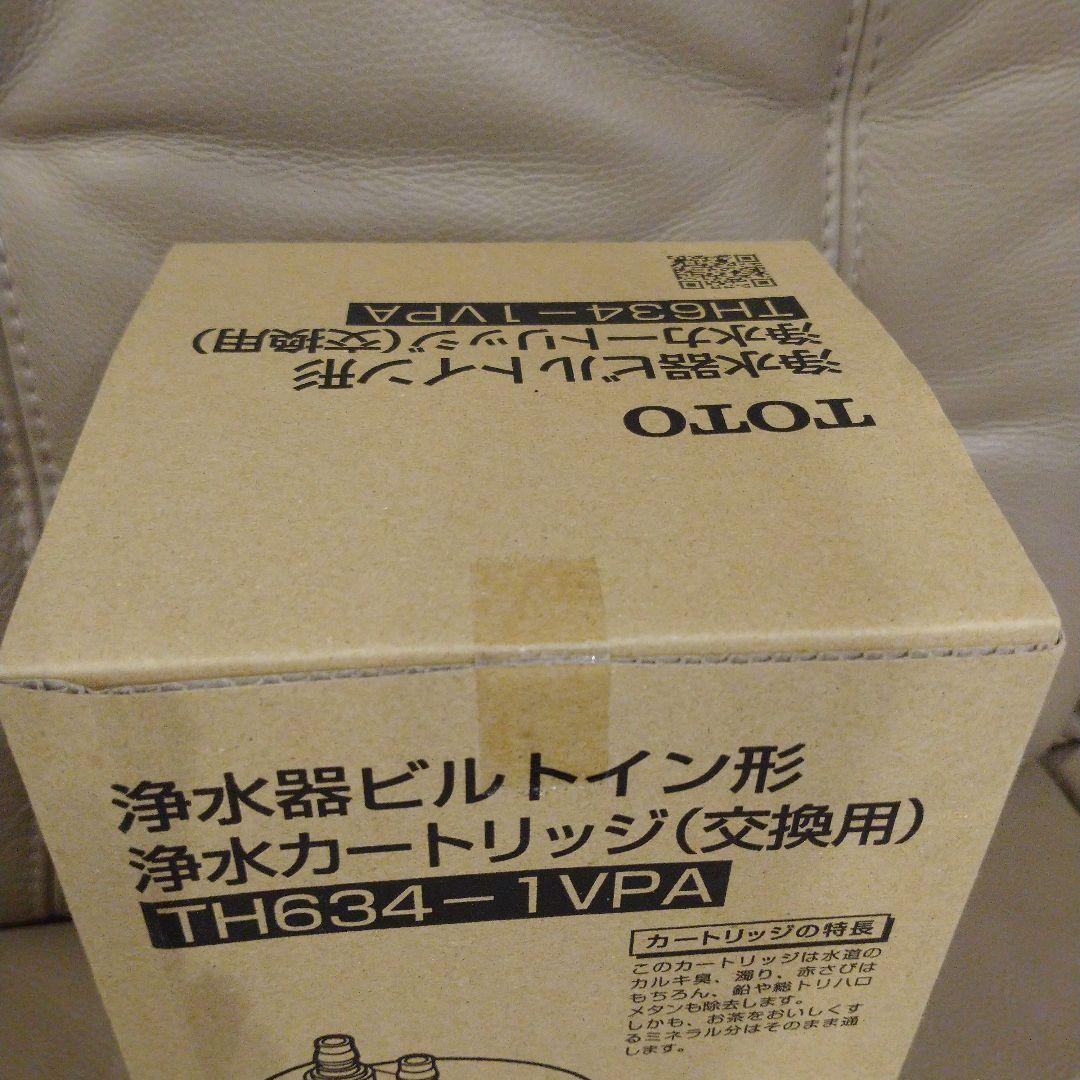 TOTO
浄水器ビルトイン形
浄水カートリッジ(交換用)
TH634-1VPA
浄水器ビルトイン形
浄水カートリッジ(交換用)
TH634-1VPA
カートリッジの特長
このカートリッジは水道の
カルキ臭、濁り、赤さびは
もちろん、鉛や総トリハロ
メタンも除去します。
しかも、お茶をおいしくす
るミネラル分はそのまま通
します。